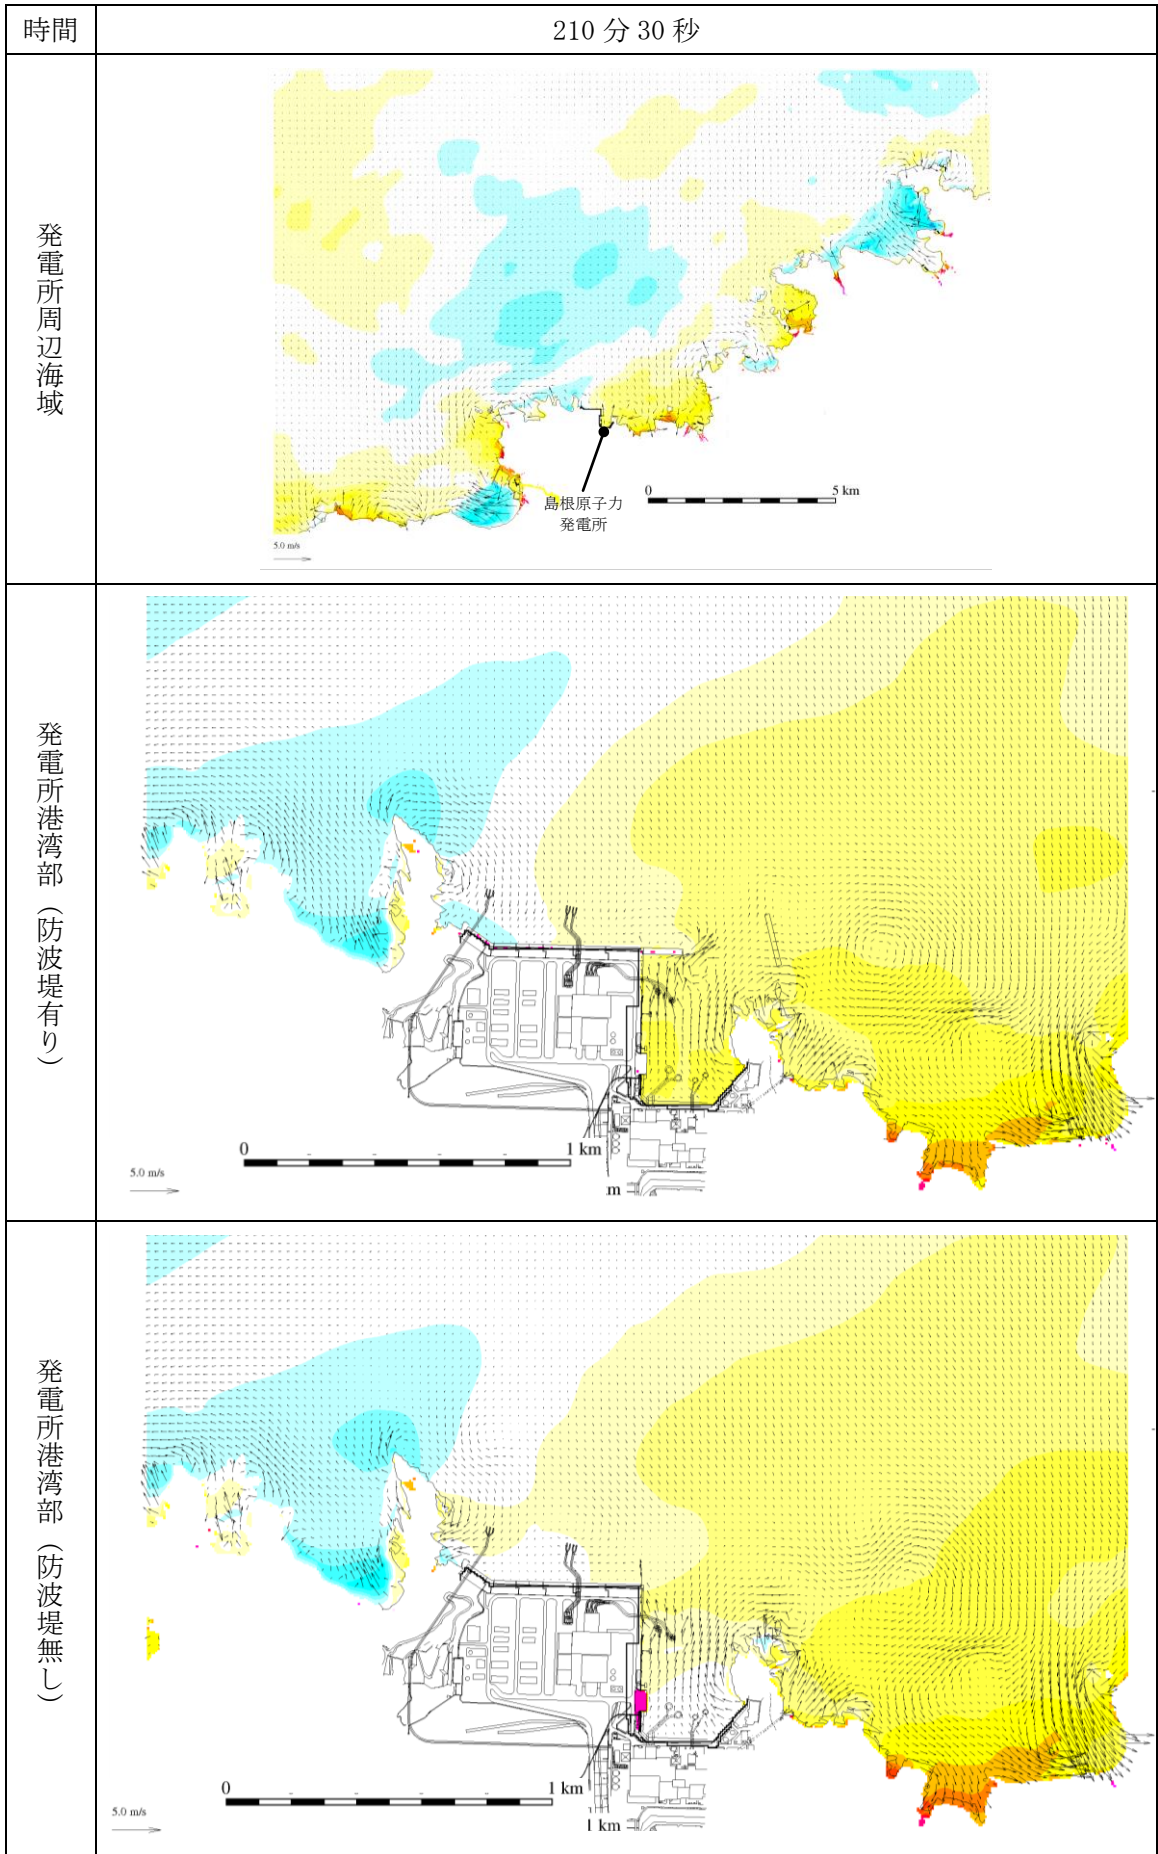 時間
210 分 30 秒
発電所周辺海域
島根原子力
発電所
0
5 km
5.0 m/s
発電所港湾部（防波堤有り）
0
1 km
5.0 m/s
m
発電所港湾部（防波堤無し）
0
1 km
5.0 m/s
1 km